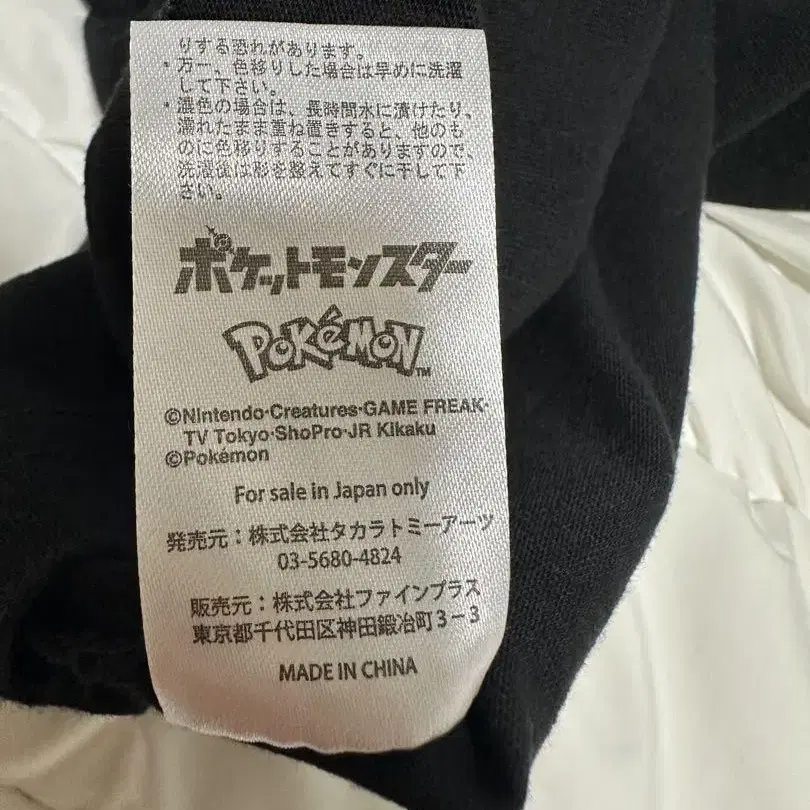 りする恐れがあります。
・万一、色移りした場合は早めに洗濯
して下さい。
・濃色の場合は、長時間水に漬けたり、
濡れたまま重ね置きすると、他のも
のに色移りすることがありますので、
洗濯後は形を整えてすぐに干して下
さい。
ポケットモンスター
POKéMON™
©Nintendo·Creatures·GAME FREAK·
TV Tokyo·ShoPro·JR Kikaku
©Pokémon
For sale in Japan only
発売元：株式会社タカラトミーアーツ
03-5680-4824
販売元：株式会社ファインプラス
東京都千代田区神田鍛冶町3－3
MADE IN CHINA